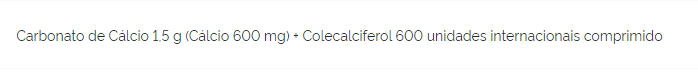 Carbonato de Cálcio 1,5 g (Cálcio 600 mg) + Colecalciferol 600 unidades internacionais comprimido